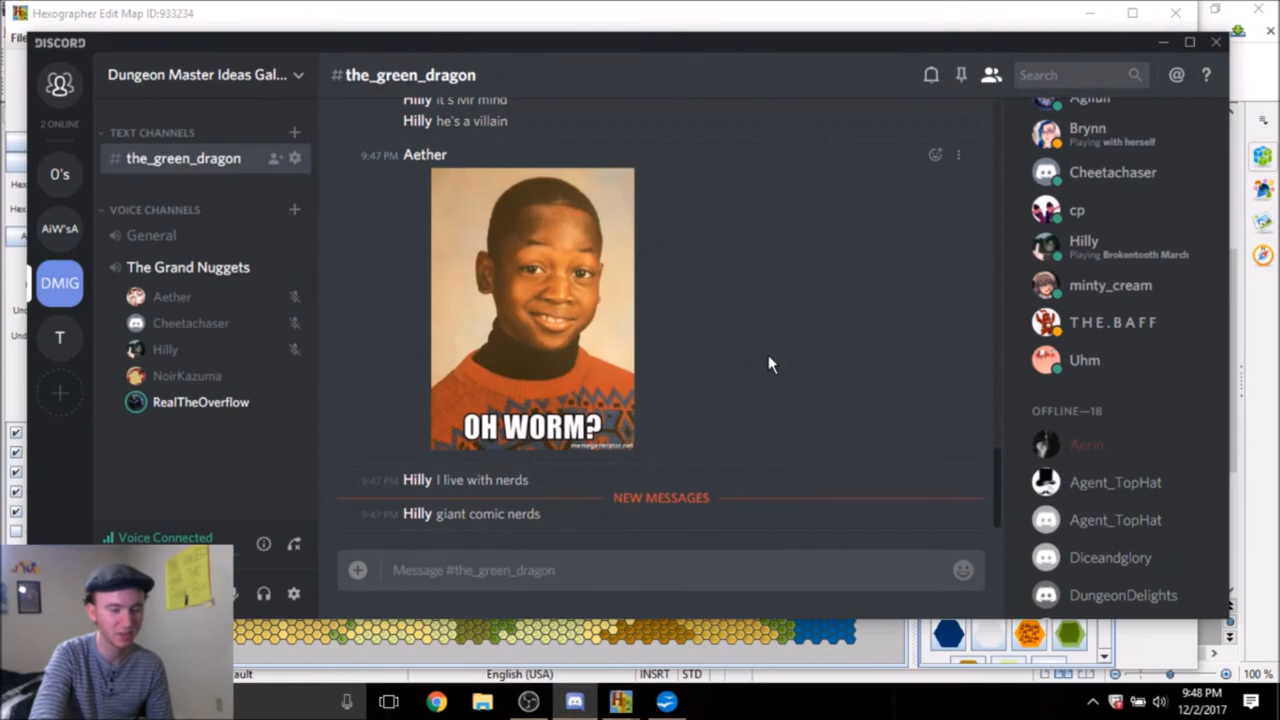 Hexographer Edit Map ID:933234
File
DISCORD
2 ONLINE
O's
AiW'sA
DMIG
T
Dungeon Master Ideas Gal...
TEXT CHANNELS
# the_green_dragon
VOICE CHANNELS
General
The Grand Nuggets
Aether
Cheetachaser
Hilly
NoirKazuma
RealTheOverflow
Voice Connected
# the_green_dragon
Search
@ ?
Hilly it's Mr mind
Hilly he's a villain
9:47 PM Aether
OH WORM?
memegenerator.net
9:47 PM Hilly I live with nerds
NEW MESSAGES
9:47 PM Hilly giant comic nerds
Message #the_green_dragon
Brynn
Playing with herself
Cheetachaser
cp
Hilly
Playing Brokentooth March
minty_cream
T H E . B A F F
Uhm
OFFLINE—18
Aerin
Agent_TopHat
Agent_TopHat
Diceandglory
DungeonDelights
ault
English (USA)
INSRT
STD
100 %
9:48 PM
12/2/2017